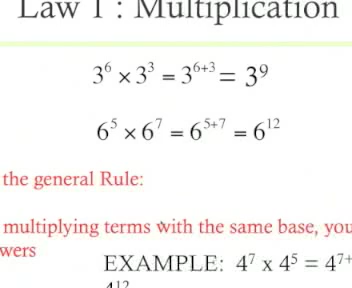 Law 1 : Multiplication
3⁶ × 3³ = 3⁶⁺³ = 3⁹
6⁵ × 6⁷ = 6⁵⁺⁷ = 6¹²
the general Rule:
multiplying terms with the same base, you
wers
EXAMPLE: 4⁷ x 4⁵ = 4⁷⁺
4¹²